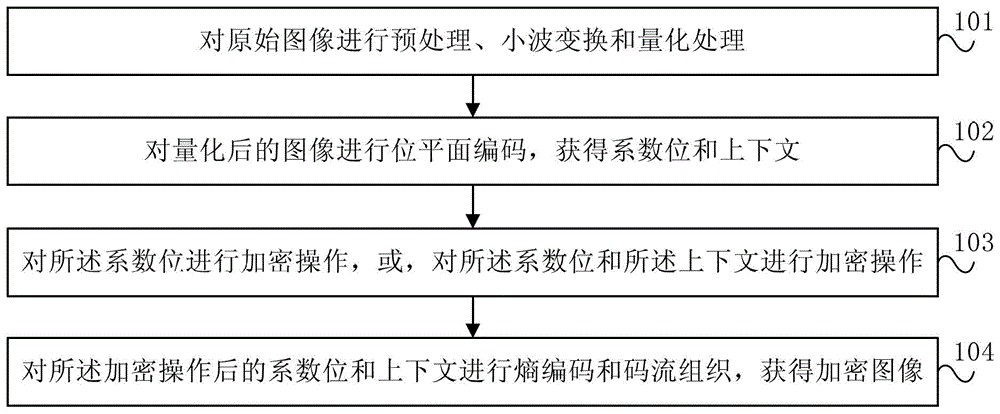 101
对原始图像进行预处理、小波变换和量化处理
102
对量化后的图像进行位平面编码，获得系数位和上下文
103
对所述系数位进行加密操作，或，对所述系数位和所述上下文进行加密操作
104
对所述加密操作后的系数位和上下文进行熵编码和码流组织，获得加密图像